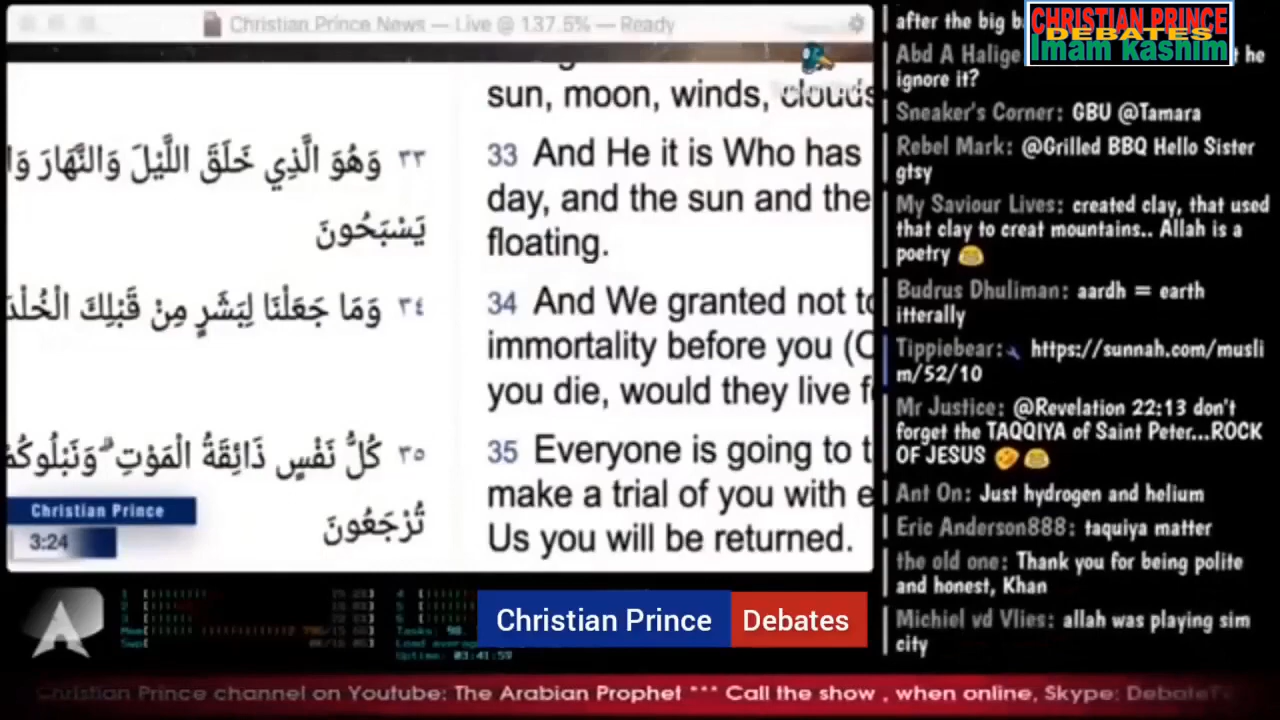 Christian Prince News — Live @ 137.5% — Ready
sun, moon, winds, clouds
٣٣ وَهُوَ الَّذِي خَلَقَ اللَّيْلَ وَالنَّهَارَ
يَسْبَحُونَ
33 And He it is Who has
day, and the sun and the
floating.
٣٤ وَمَا جَعَلْنَا لِبَشَرٍ مِنْ قَبْلِكَ الْخُلْدَ
34 And We granted not to
immortality before you (
you die, would they live f
٣٥ كُلُّ نَفْسٍ ذَائِقَةُ الْمَوْتِ ۗ وَنَبْلُوكُمْ
تُرْجَعُونَ
35 Everyone is going to t
make a trial of you with e
Us you will be returned.
Christian Prince
3:24
Christian Prince Debates
CHRISTIAN PRINCE
DEBATES
Imam kashim
after the big b
Abd A Halige he
ignore it?
Sneaker's Corner: GBU @Tamara
Rebel Mark: @Grilled BBQ Hello Sister
gtsy
My Saviour Lives: created clay, that used
that clay to creat mountains.. Allah is a
poetry 😂
Budrus Dhuliman: aardh = earth
itterally
Tippiebear: https://sunnah.com/musli
m/52/10
Mr Justice: @Revelation 22:13 don't
forget the TAQQIYA of Saint Peter...ROCK
OF JESUS 🤣😂
Ant On: Just hydrogen and helium
Eric Anderson888: taquiya matter
the old one: Thank you for being polite
and honest, Khan
Michiel vd Vlies: allah was playing sim
city
Christian Prince channel on Youtube: The Arabian Prophet *** Call the show , when online, Skype: